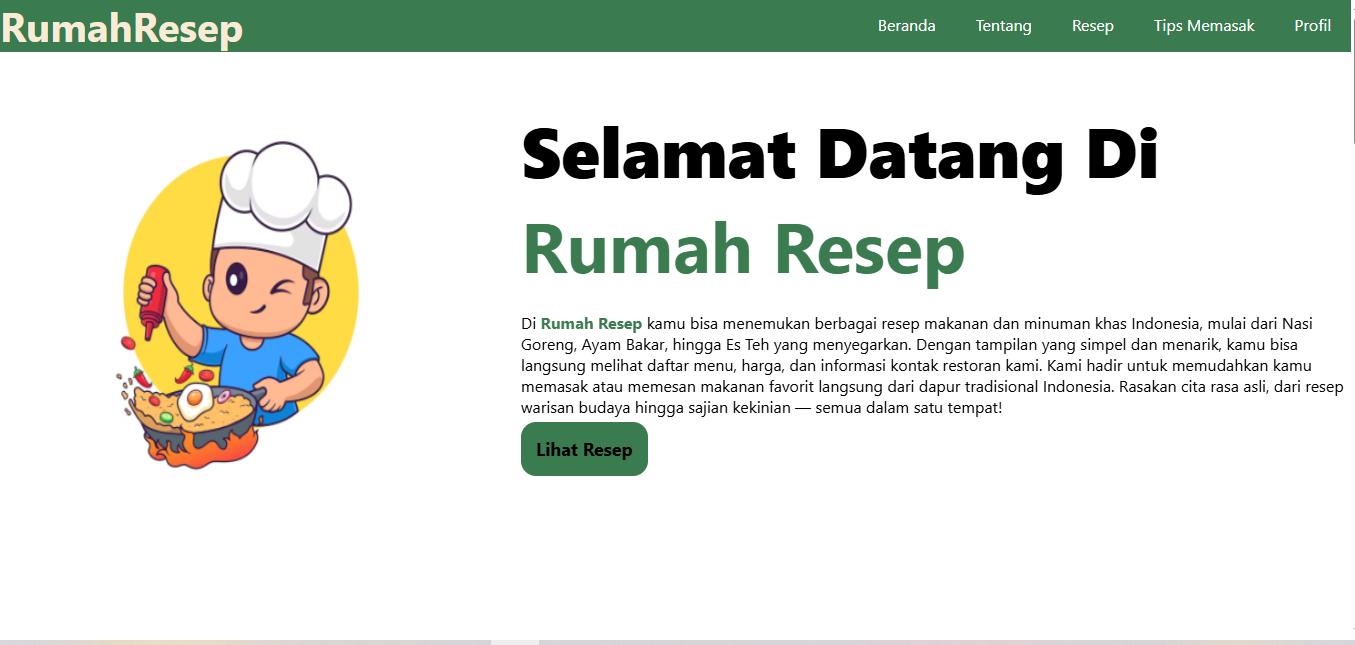 RumahResep
Beranda Tentang Resep Tips Memasak Profil
Selamat Datang Di
Rumah Resep
Di Rumah Resep kamu bisa menemukan berbagai resep makanan dan minuman khas Indonesia, mulai dari Nasi
Goreng, Ayam Bakar, hingga Es Teh yang menyegarkan. Dengan tampilan yang simpel dan menarik, kamu bisa
langsung melihat daftar menu, harga, dan informasi kontak restoran kami. Kami hadir untuk memudahkan kamu
memasak atau memesan makanan favorit langsung dari dapur tradisional Indonesia. Rasakan cita rasa asli, dari resep
warisan budaya hingga sajian kekinian — semua dalam satu tempat!
Lihat Resep